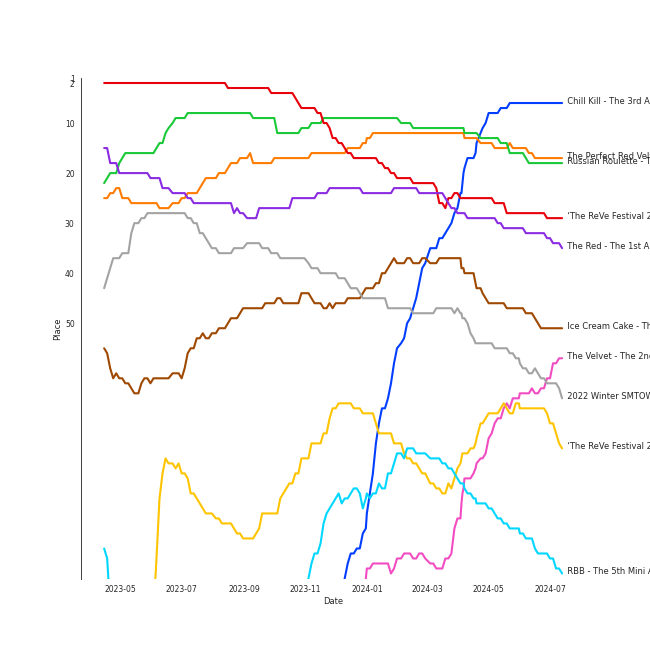 1
2
10
20
30
40
50
Place
Chill Kill - The 3rd A
The Perfect Red Vel
Russian Roulette - T
'The ReVe Festival 2
The Red - The 1st A
Ice Cream Cake - Th
The Velvet - The 2nd
2022 Winter SMTOW
'The ReVe Festival 2
RBB - The 5th Mini A
2023-05 2023-07 2023-09 2023-11 2024-01 2024-03 2024-05 2024-07
Date